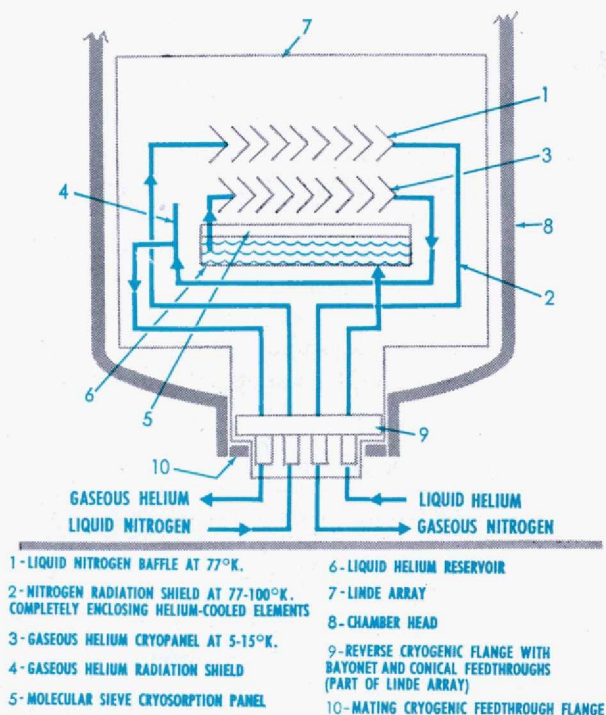 7
1
3
4
8
2
6
5
9
10
GASEOUS HELIUM
LIQUID HELIUM
LIQUID NITROGEN
GASEOUS NITROGEN
1-LIQUID NITROGEN BAFFLE AT 77°K.
2-NITROGEN RADIATION SHIELD AT 77-100°K.
COMPLETELY ENCLOSING HELIUM-COOLED ELEMENTS
3-GASEOUS HELIUM CRYOPANEL AT 5-15°K.
4-GASEOUS HELIUM RADIATION SHIELD
5-MOLECULAR SIEVE CRYOSORPTION PANEL
6-LIQUID HELIUM RESERVOIR
7-LINDE ARRAY
8-CHAMBER HEAD
9-REVERSE CRYOGENIC FLANGE WITH
BAYONET AND CONICAL FEEDTHROUGHS
(PART OF LINDE ARRAY)
10-MATING CRYOGENIC FEEDTHROUGH FLANGE